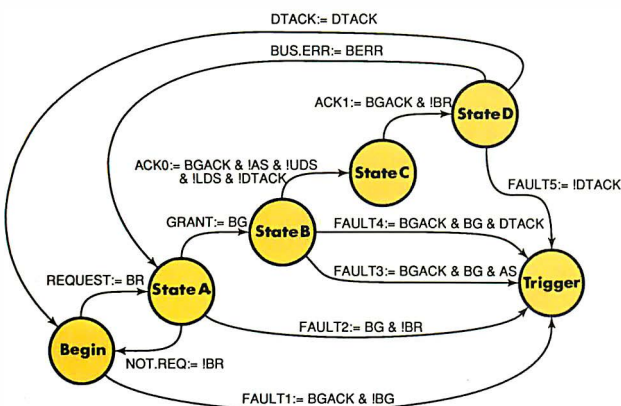 DTACK:= DTACK
BUS.ERR:= BERR
ACK1:= BGACK & !BR
State D
ACK0:= BGACK & !AS & !UDS
& !LDS & !DTACK
State C
FAULT5:= !DTACK
GRANT:= BG
State B
FAULT4:= BGACK & BG & DTACK
FAULT3:= BGACK & BG & AS
REQUEST:= BR
State A
Trigger
FAULT2:= BG & !BR
Begin
NOT.REQ:= !BR
FAULT1:= BGACK & !BG